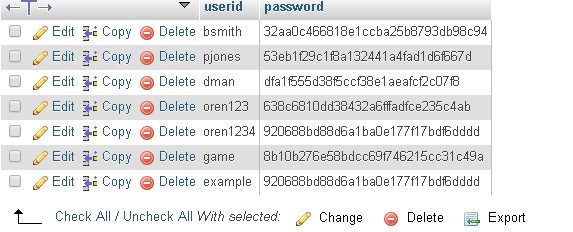 userid password
Edit Copy Delete bsmith 32aa0c466818e1ccba25b8793db98c94
Edit Copy Delete pjones 53eb1f29c1f8a132441a4fad1d6f667d
Edit Copy Delete dman dfa1f555d38f5ccf38e1aeafcf2c07f8
Edit Copy Delete oren123 638c6810dd38432a6fffadfce235c4ab
Edit Copy Delete oren1234 920688bd88d6a1ba0e177f17bdf6dddd
Edit Copy Delete game 8b10b276e58bdcc69f746215cc31c49a
Edit Copy Delete example 920688bd88d6a1ba0e177f17bdf6dddd
Check All / Uncheck All With selected: Change Delete Export